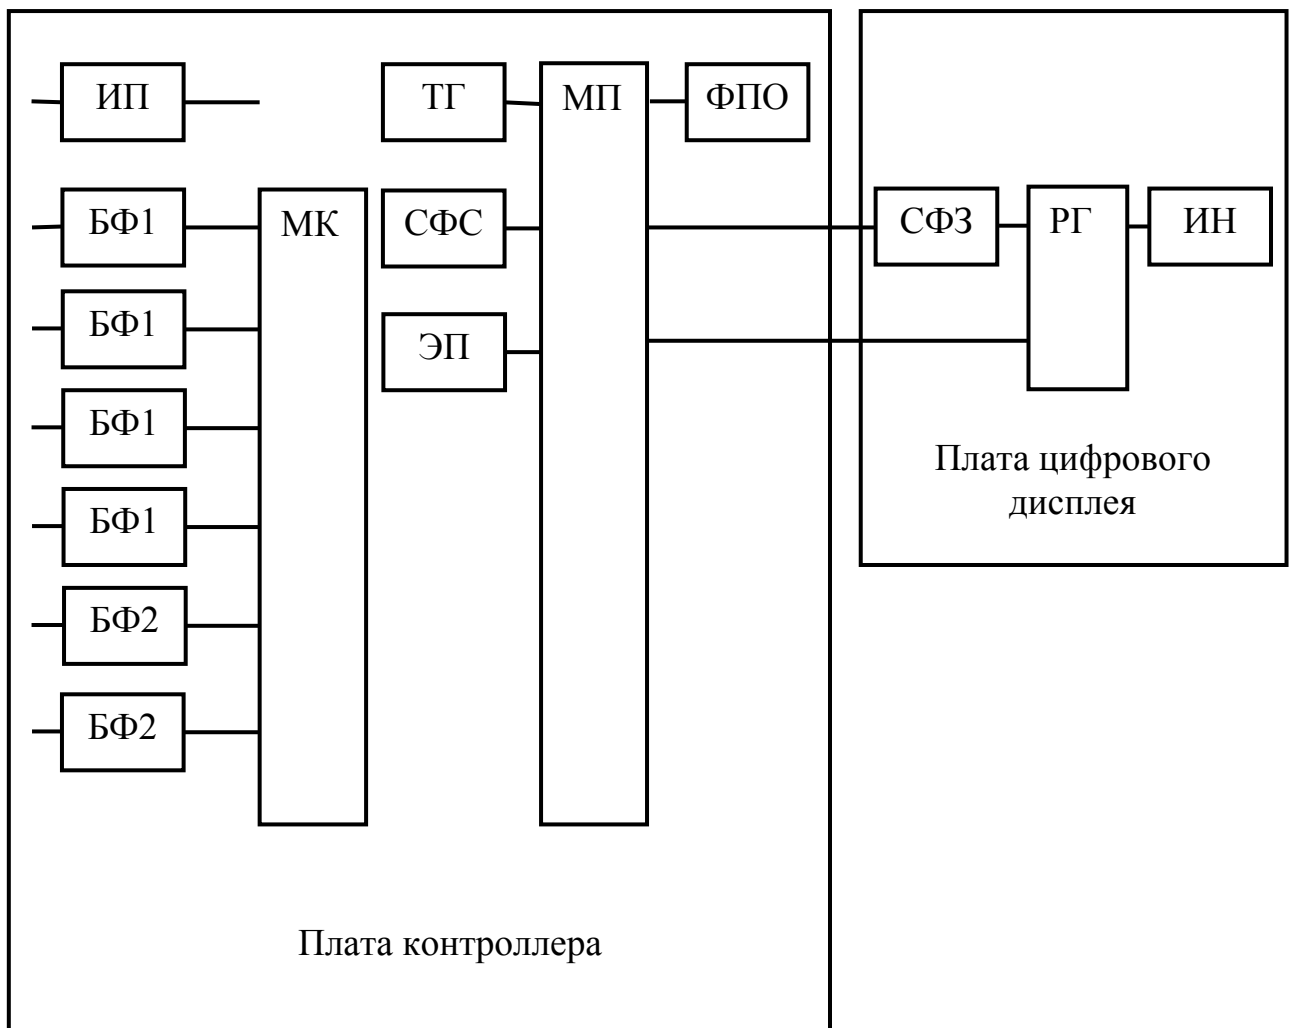 ИП
ТГ
МП
ФПО
БФ1
МК
СФС
СФЗ
РГ
ИН
БФ1
ЭП
БФ1
БФ1
БФ2
БФ2
Плата цифрового
дисплея
Плата контроллера